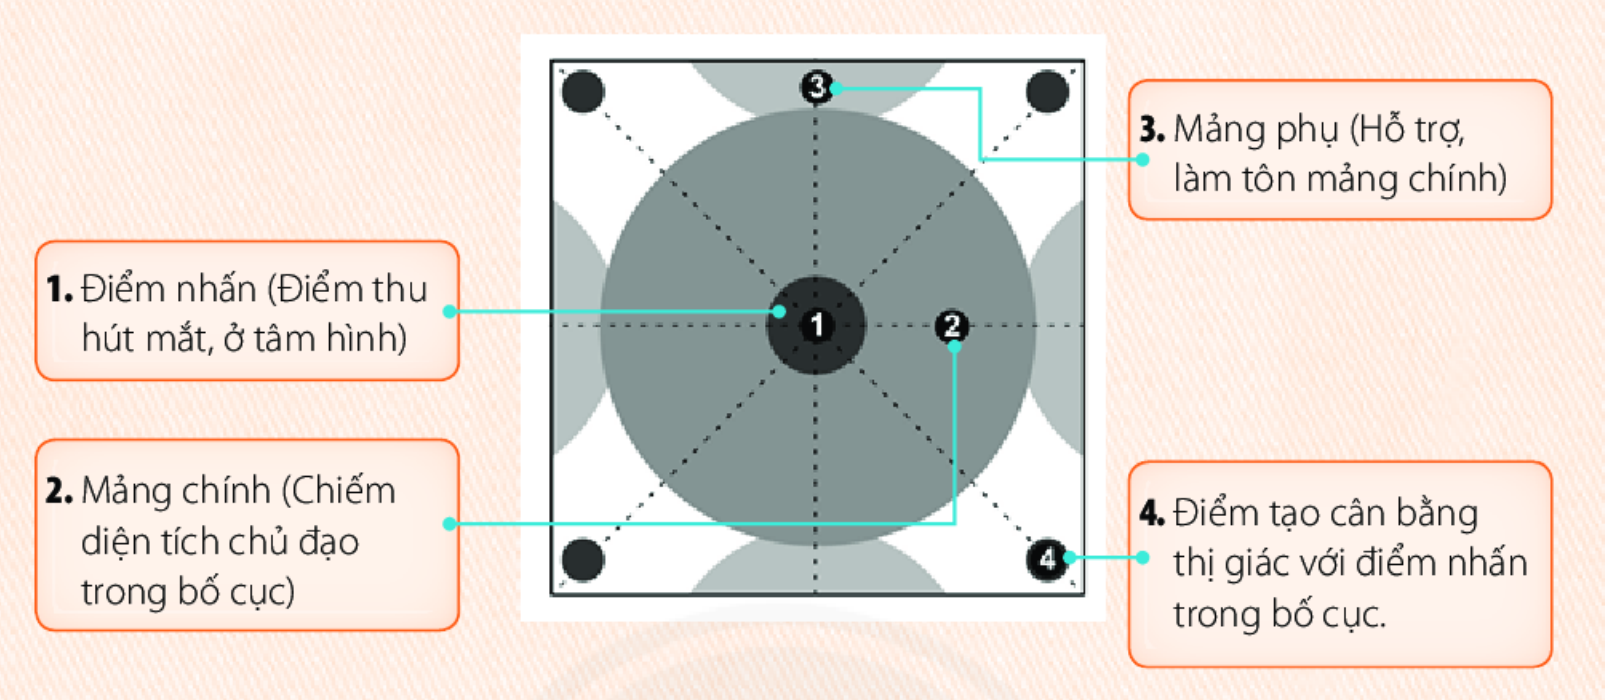 3
3. Mảng phụ (Hỗ trợ,
làm tôn mảng chính)
1. Điểm nhấn (Điểm thu
hút mắt, ở tâm hình)
1
2
2. Mảng chính (Chiếm
diện tích chủ đạo
trong bố cục)
4
4. Điểm tạo cân bằng
thị giác với điểm nhấn
trong bố cục.